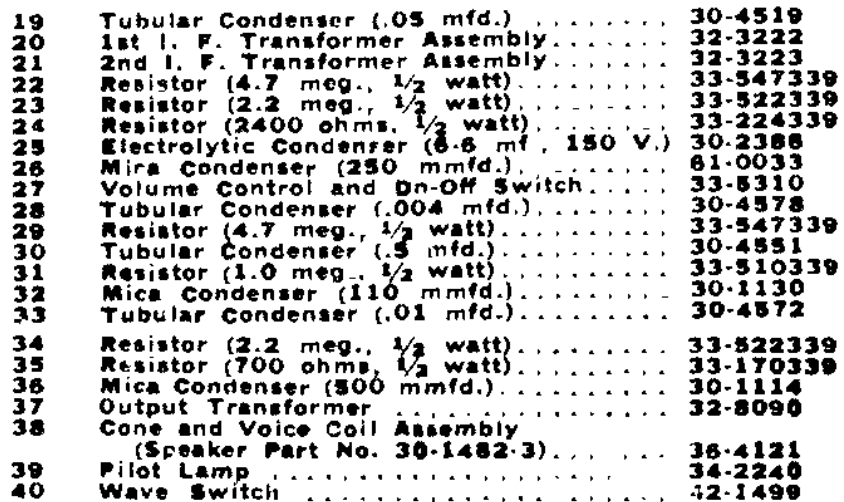 19 Tubular Condenser (.05 mfd.) ........ 30-4519
20 1st I. F. Transformer Assembly....... 32-3222
21 2nd I. F. Transformer Assembly....... 32-3223
22 Resistor (4.7 meg., 1/2 watt)......... 33-547339
23 Resistor (2.2 meg., 1/2 watt)......... 33-522339
24 Resistor (2400 ohms, 1/2 watt)........ 33-224339
25 Electrolytic Condenser (6-6 mf, 150 V.) 30-2388
26 Mica Condenser (250 mmfd.)......... 61-0033
27 Volume Control and On-Off Switch..... 33-5310
28 Tubular Condenser (.004 mfd.)........ 30-4578
29 Resistor (4.7 meg., 1/2 watt)......... 33-547339
30 Tubular Condenser (.5 mfd.)......... 30-4551
31 Resistor (1.0 meg., 1/2 watt)......... 33-510339
32 Mica Condenser (110 mmfd.)......... 30-1130
33 Tubular Condenser (.01 mfd.)......... 30-4572
34 Resistor (2.2 meg., 1/2 watt)......... 33-522339
35 Resistor (700 ohms, 1/2 watt)......... 33-170339
36 Mica Condenser (500 mmfd.)......... 30-1114
37 Output Transformer ................ 32-8090
38 Cone and Voice Coil Assembly
(Speaker Part No. 30-1482-3)... 36-4121
39 Pilot Lamp .................... 34-2240
40 Wave Switch .................. 42-1499